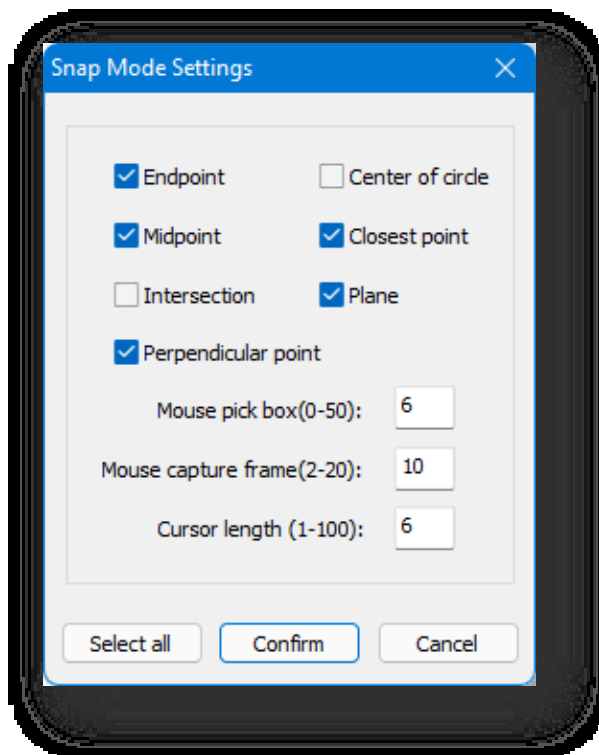 Snap Mode Settings
Endpoint Center of circle
Midpoint Closest point
Intersection Plane
Perpendicular point
Mouse pick box(0-50): 6
Mouse capture frame(2-20): 10
Cursor length (1-100): 6
Select all Confirm Cancel